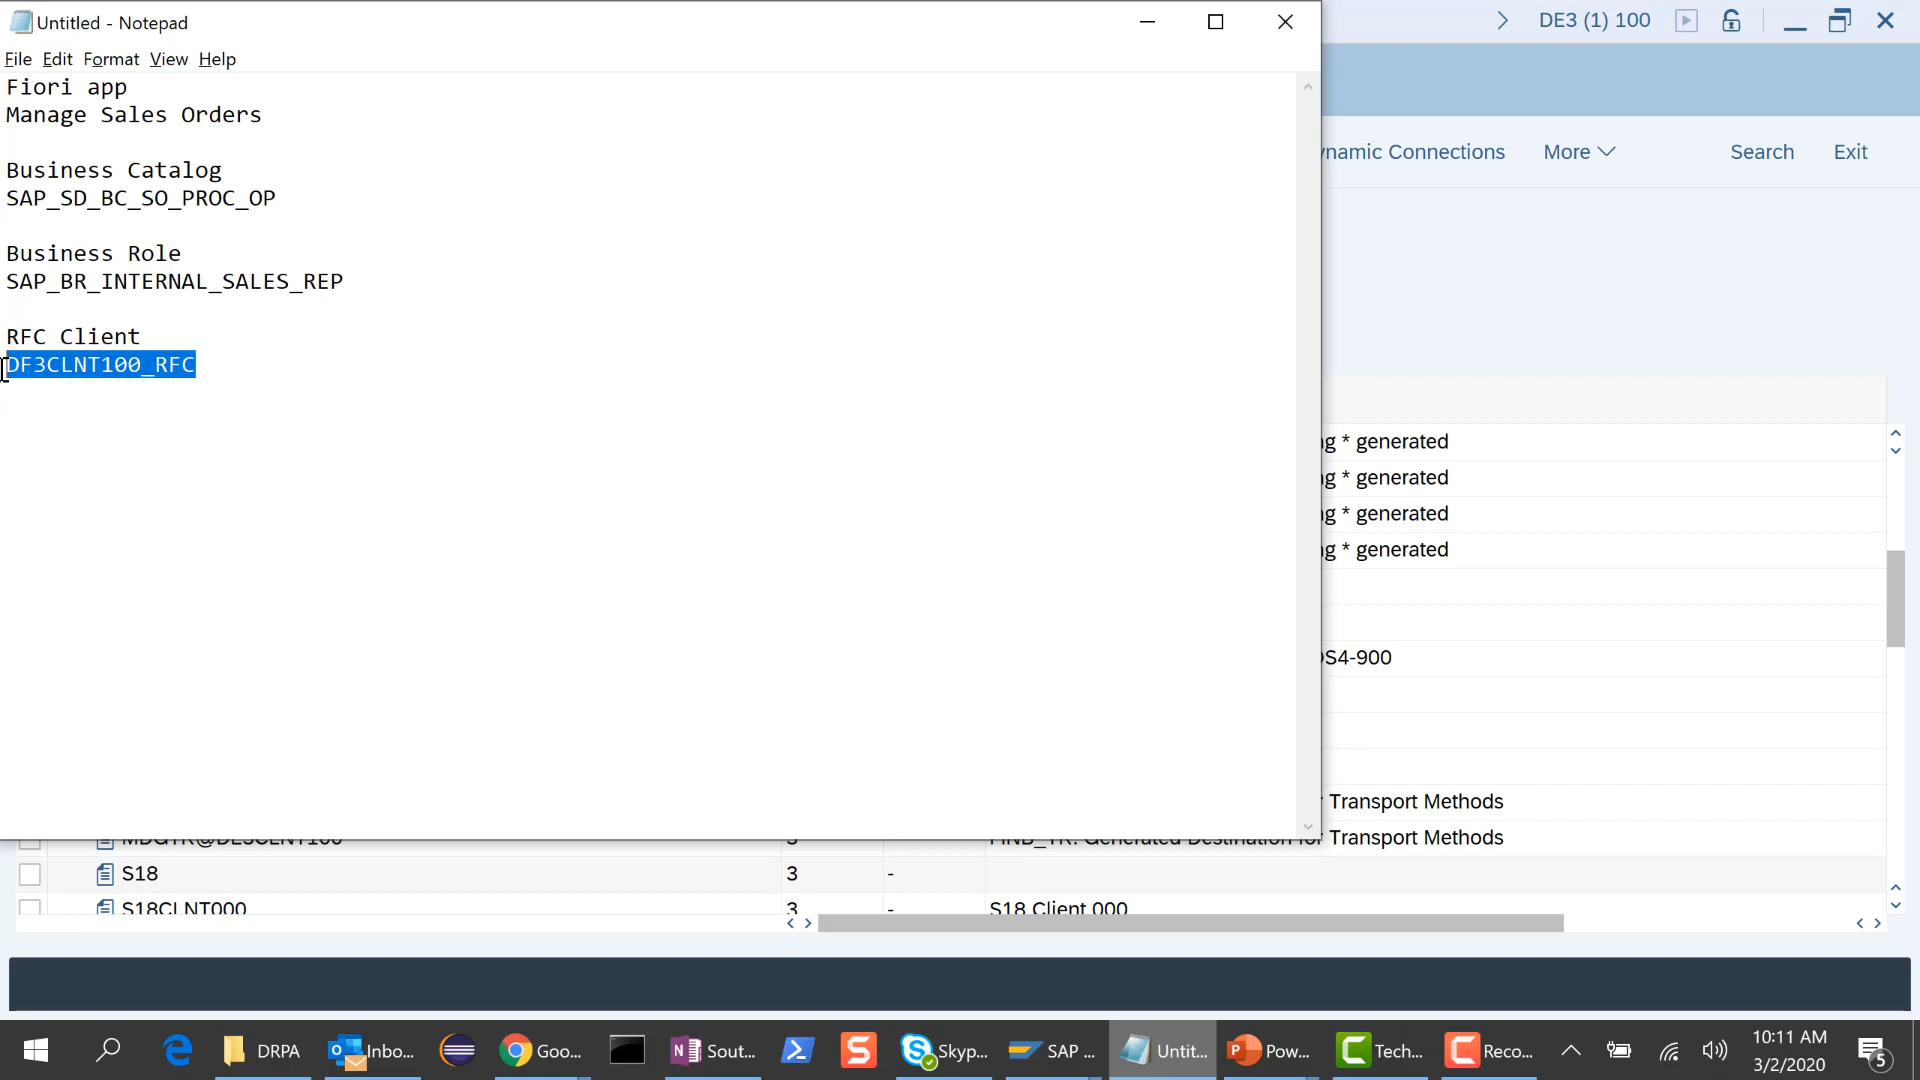 Untitled - Notepad
DE3 (1) 100
File Edit Format View Help
Fiori app
Manage Sales Orders
Business Catalog
SAP_SD_BC_SO_PROC_OP
Business Role
SAP_BR_INTERNAL_SALES_REP
RFC Client
DF3CLNT100_RFC
Connections More Search Exit
* generated
* generated
* generated
* generated
Transport Methods
3 Transport Methods
S18 3 -
S18CLNT000 3 - S18 Client 000
DRPA Inbo... Goo... Sout... Skyp... SAP ... Untit... Pow... Tech... Reco...
10:11 AM
3/2/2020
5